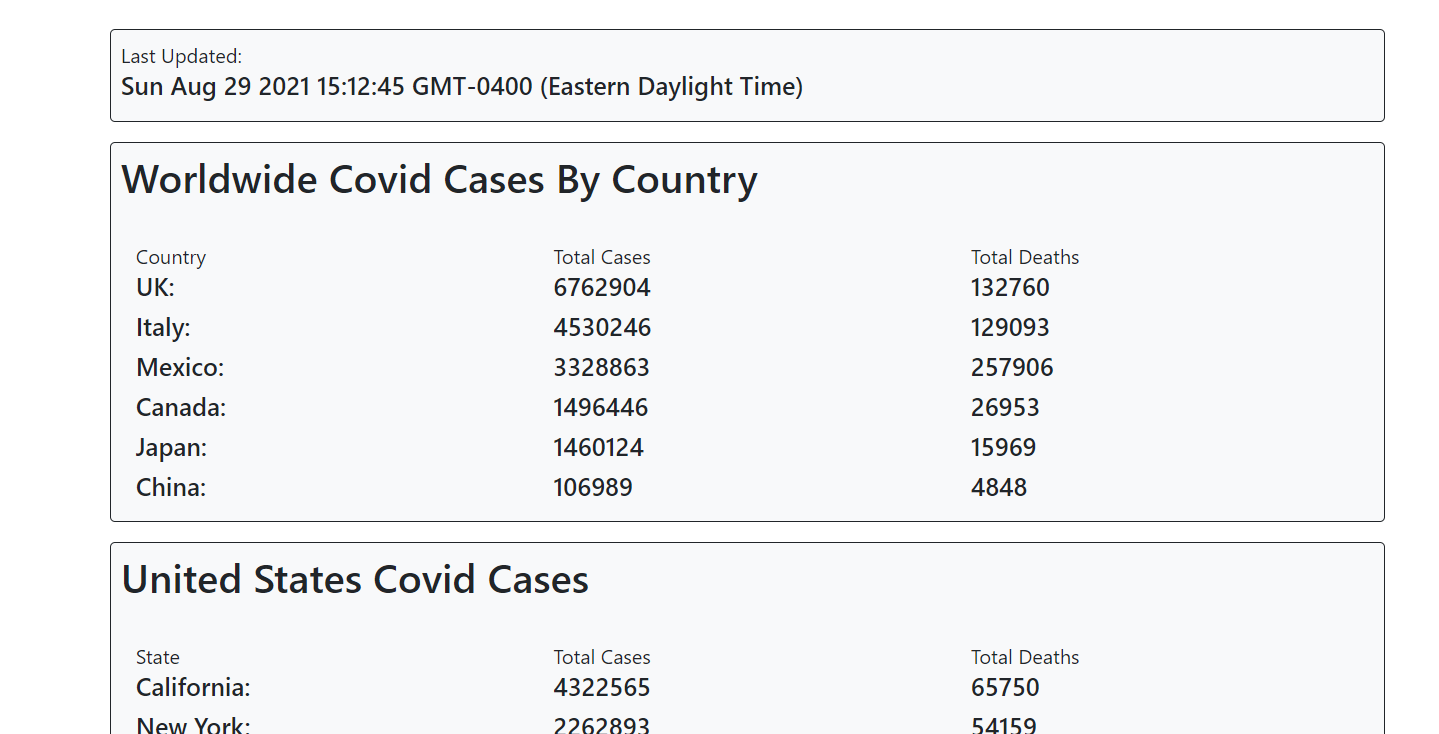 Last Updated:
Sun Aug 29 2021 15:12:45 GMT-0400 (Eastern Daylight Time)
Worldwide Covid Cases By Country
Country Total Cases Total Deaths
UK: 6762904 132760
Italy: 4530246 129093
Mexico: 3328863 257906
Canada: 1496446 26953
Japan: 1460124 15969
China: 106989 4848
United States Covid Cases
State Total Cases Total Deaths
California: 4322565 65750
New York: 2262893 54159